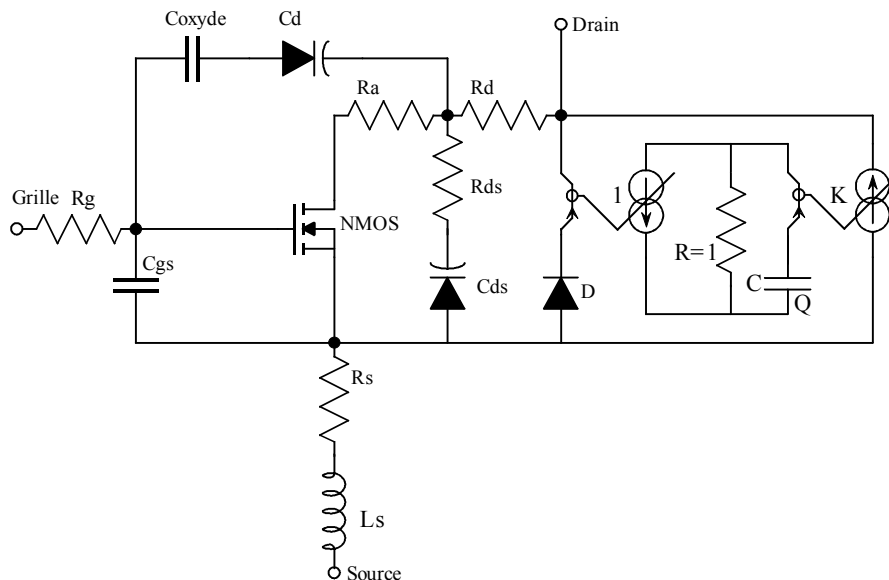 Coxyde
Cd
Drain
Ra
Rd
Grille
Rg
Rds
NMOS
1
K
R=1
Cgs
Cds
D
C
Q
Rs
Ls
Source